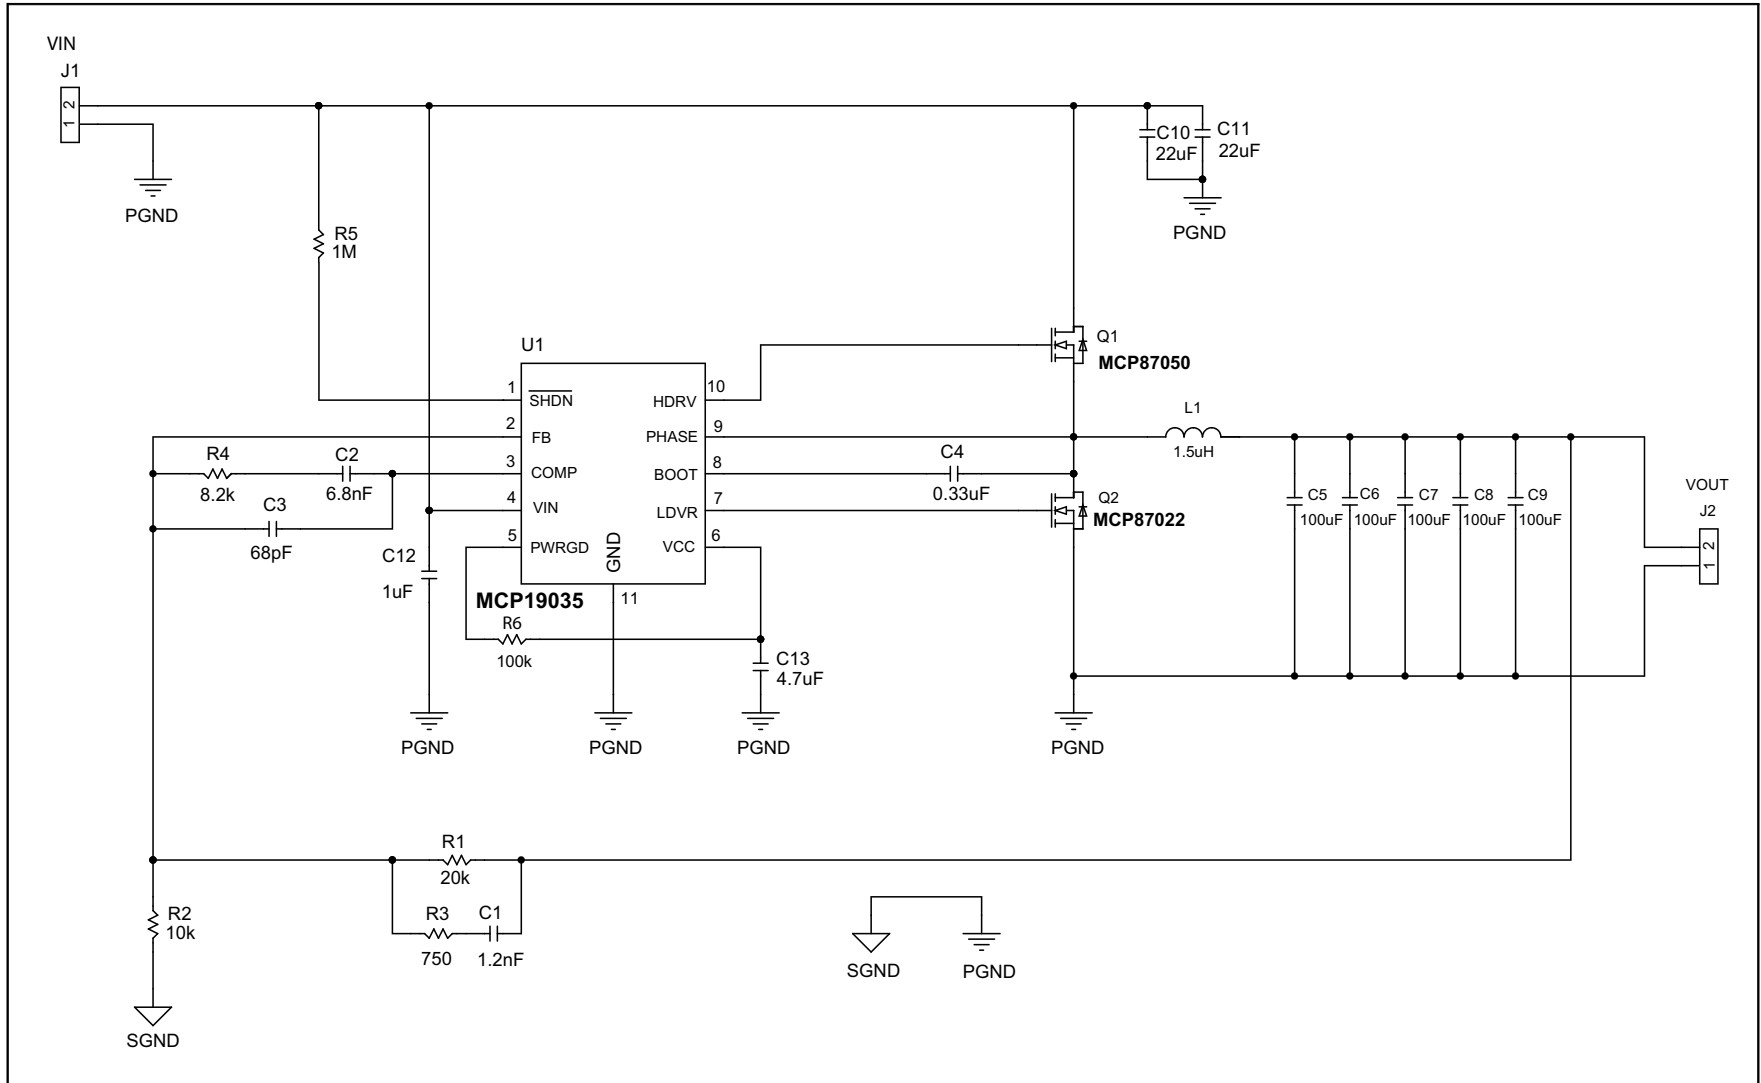 VIN
J1
2
1
PGND
R5
1M
C10
22uF
C11
22uF
PGND
U1
1
SHDN
2
FB
3
COMP
4
VIN
5
PWRGD
GND
11
10
HDRV
9
PHASE
8
BOOT
7
LDVR
6
VCC
MCP19035
Q1
MCP87050
Q2
MCP87022
L1
1.5uH
C4
0.33uF
R4
8.2k
C2
6.8nF
C3
68pF
C12
1uF
PGND
R6
100k
PGND
C13
4.7uF
PGND
PGND
C5
100uF
C6
100uF
C7
100uF
C8
100uF
C9
100uF
VOUT
J2
2
1
R1
20k
R3
750
C1
1.2nF
R2
10k
SGND
SGND
PGND